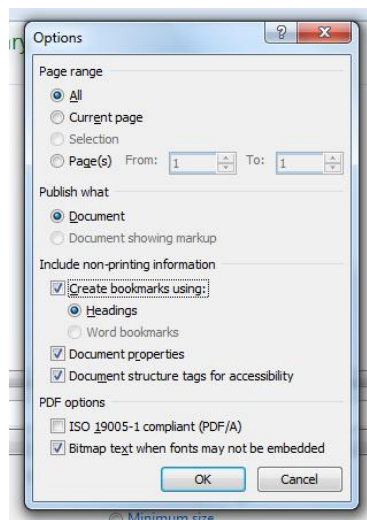 Options
Page range
All
Current page
Selection
Page(s) From: 1 To: 1
Publish what
Document
Document showing markup
Include non-printing information
Create bookmarks using:
Headings
Word bookmarks
Document properties
Document structure tags for accessibility
PDF options
ISO 19005-1 compliant (PDF/A)
Bitmap text when fonts may not be embedded
OK Cancel
Minimum size